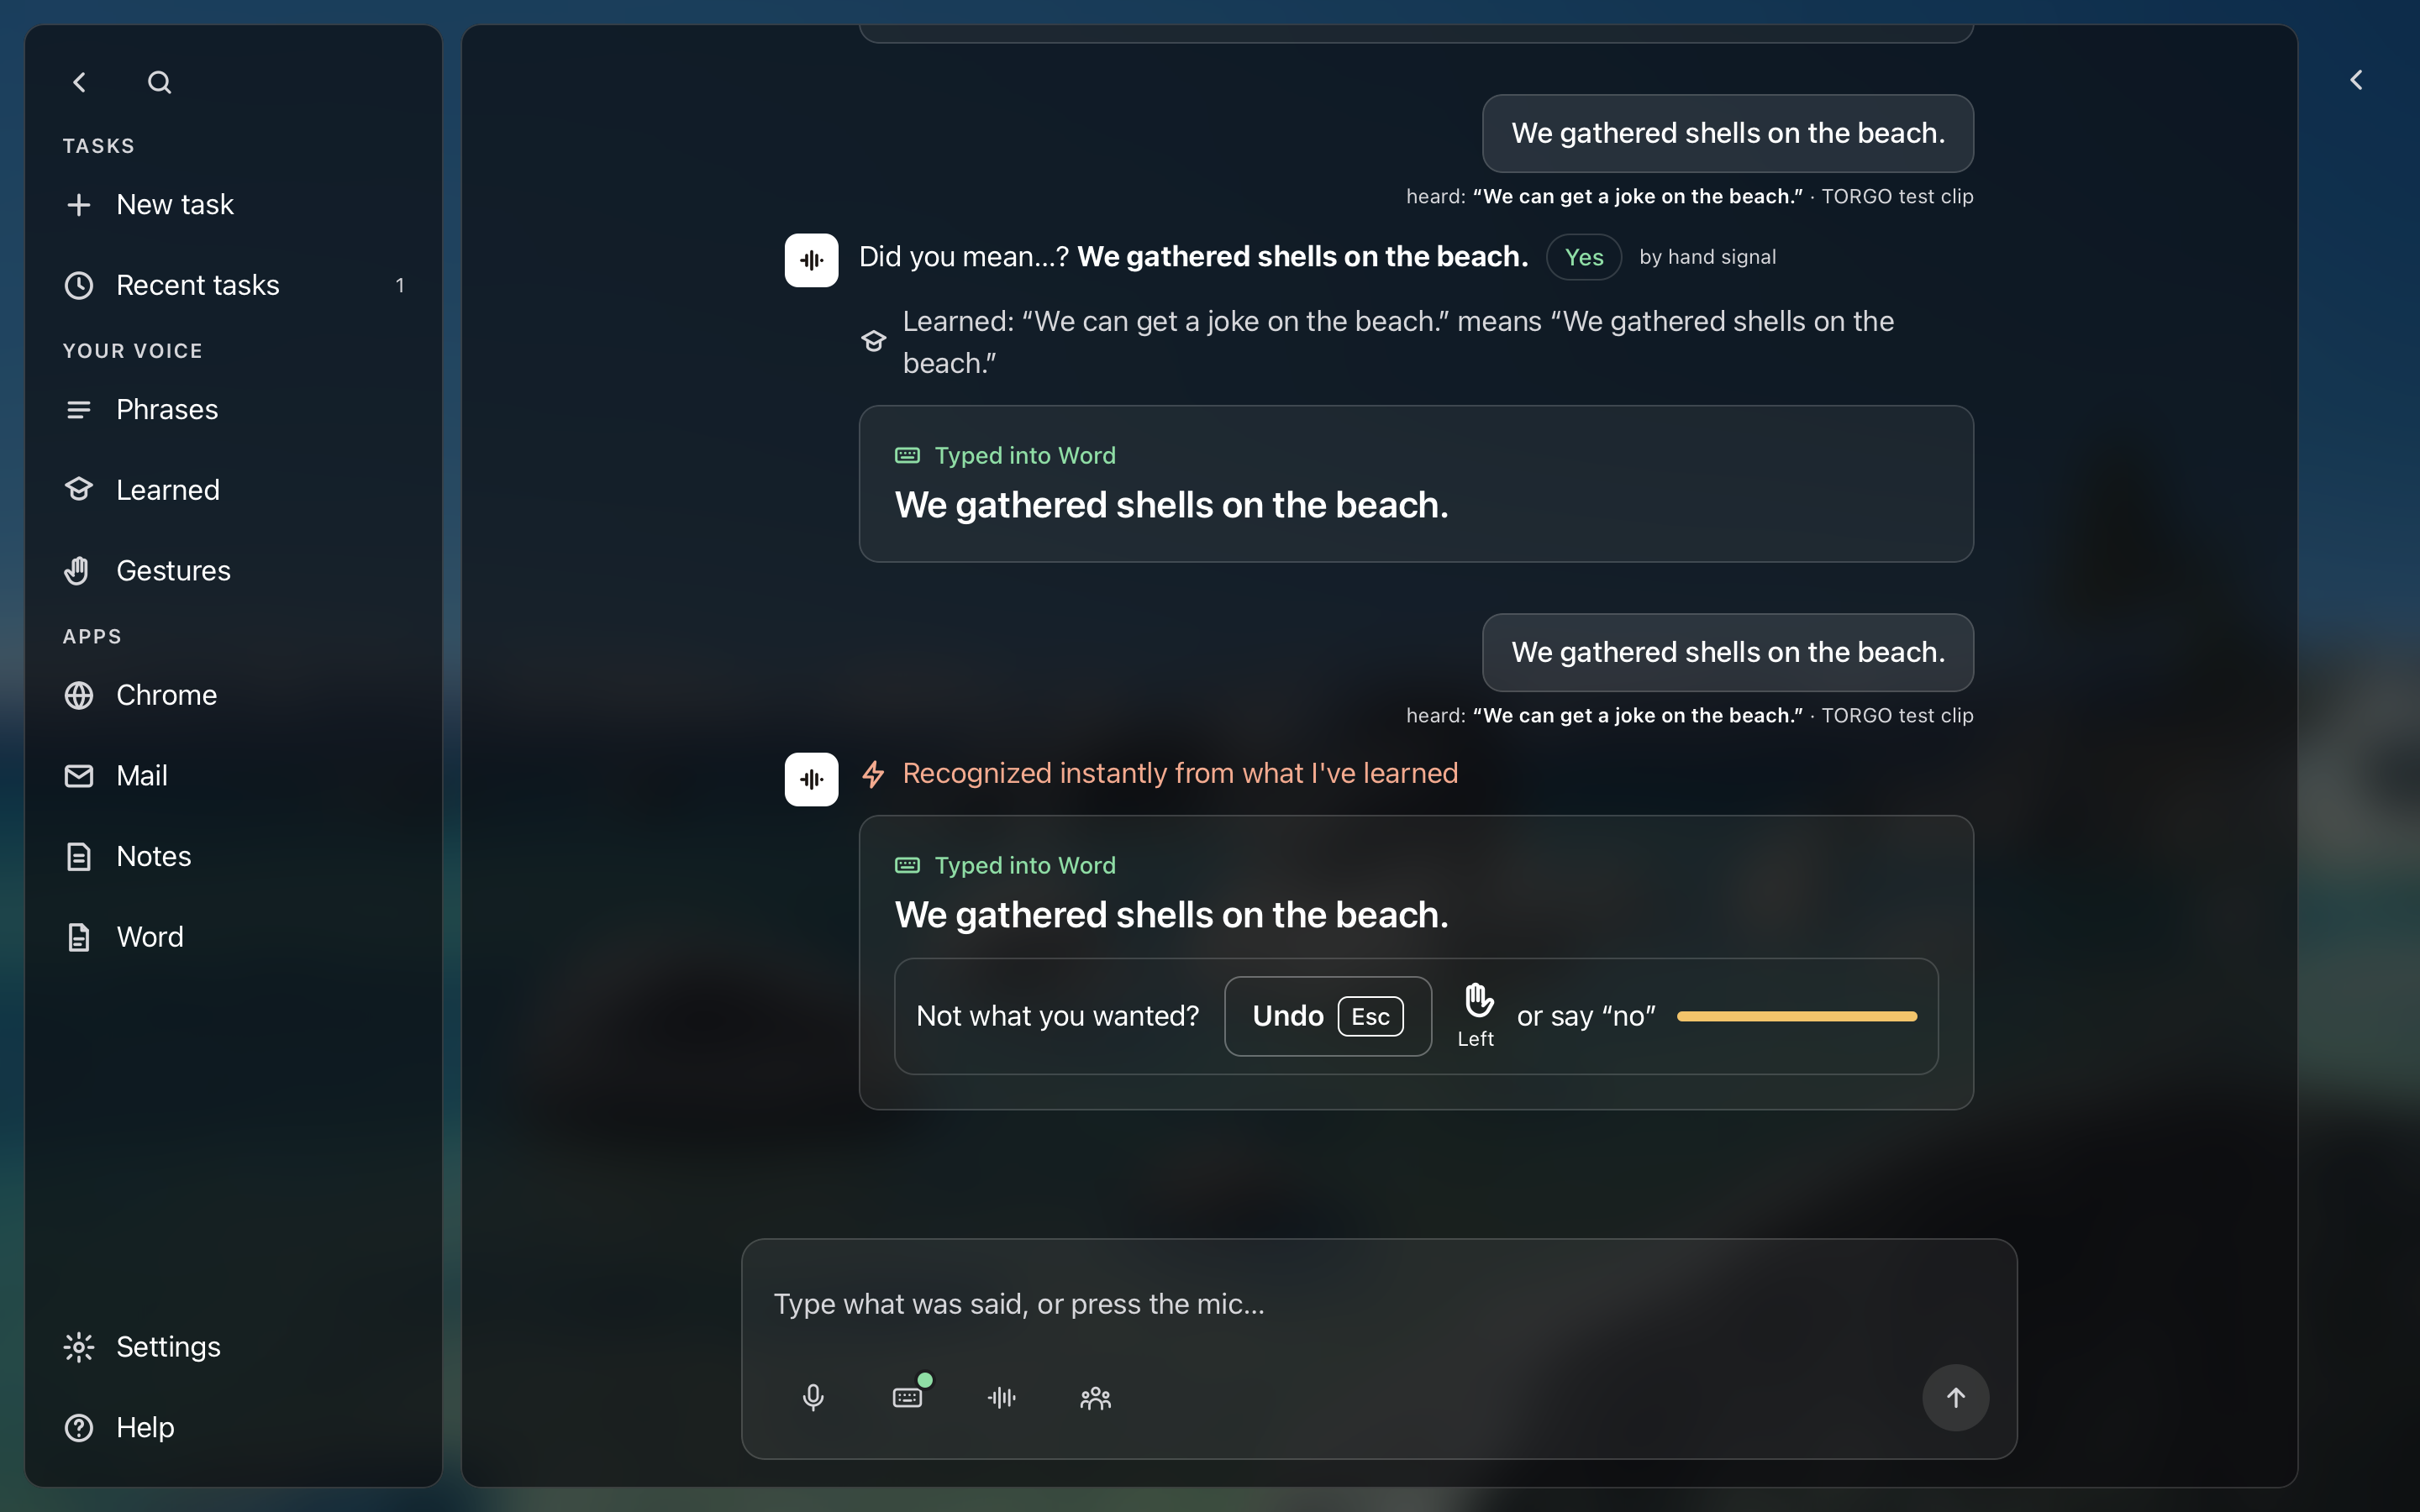 TASKS
New task
Recent tasks 1
YOUR VOICE
Phrases
Learned
Gestures
APPS
Chrome
Mail
Notes
Word
Settings
Help
We gathered shells on the beach.
heard: “We can get a joke on the beach.” · TORGO test clip
Did you mean...? We gathered shells on the beach. Yes by hand signal
Learned: “We can get a joke on the beach.” means “We gathered shells on the
beach.”
Typed into Word
We gathered shells on the beach.
We gathered shells on the beach.
heard: “We can get a joke on the beach.” · TORGO test clip
Recognized instantly from what I've learned
Typed into Word
We gathered shells on the beach.
Not what you wanted? Undo Esc Left or say “no”
Type what was said, or press the mic...